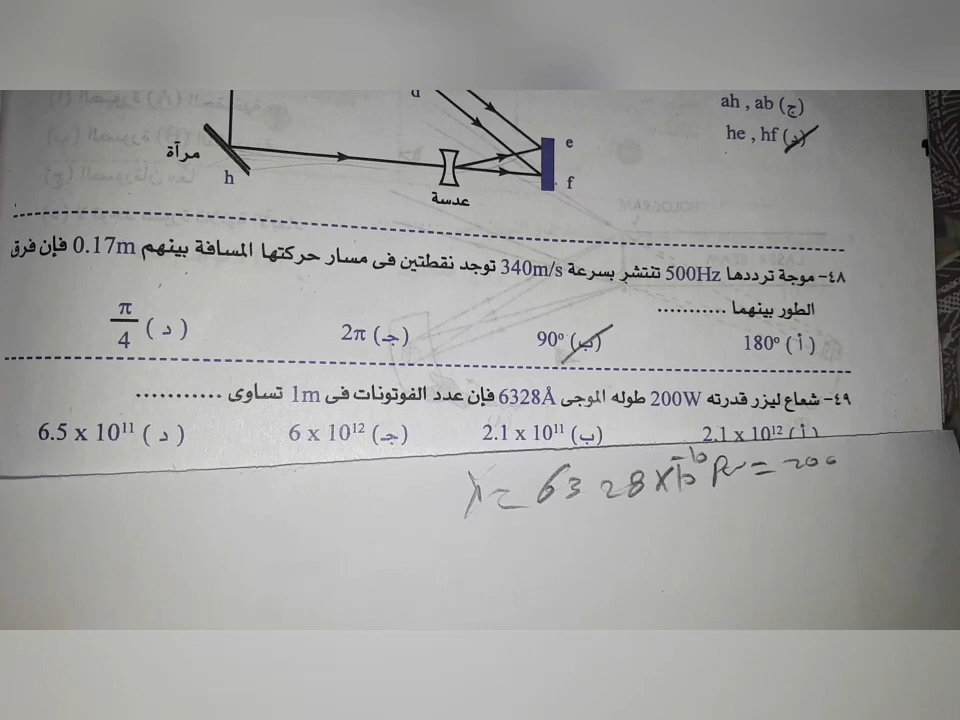 d
ah , ab (ج)
he , hf (د)
e
f
مرآة
h
عدسة
٤٨- موجة ترددها 500Hz تنتشر بسرعة 340m/s توجد نقطتين فى مسار حركتها المسافة بينهم 0.17m فإن فرق
الطور بينهما ...........
(أ) 180° (ب) 90° (جـ) 2π (د) π/4
٤٩- شعاع ليزر قدرته 200W طوله الموجى 6328Å فإن عدد الفوتونات فى 1m تساوى ............
(أ) 2.1 x 10¹² (ب) 2.1 x 10¹¹ (جـ) 6 x 10¹² (د) 6.5 x 10¹¹
λ = 6328 x 10⁻¹⁰ Pw = 200